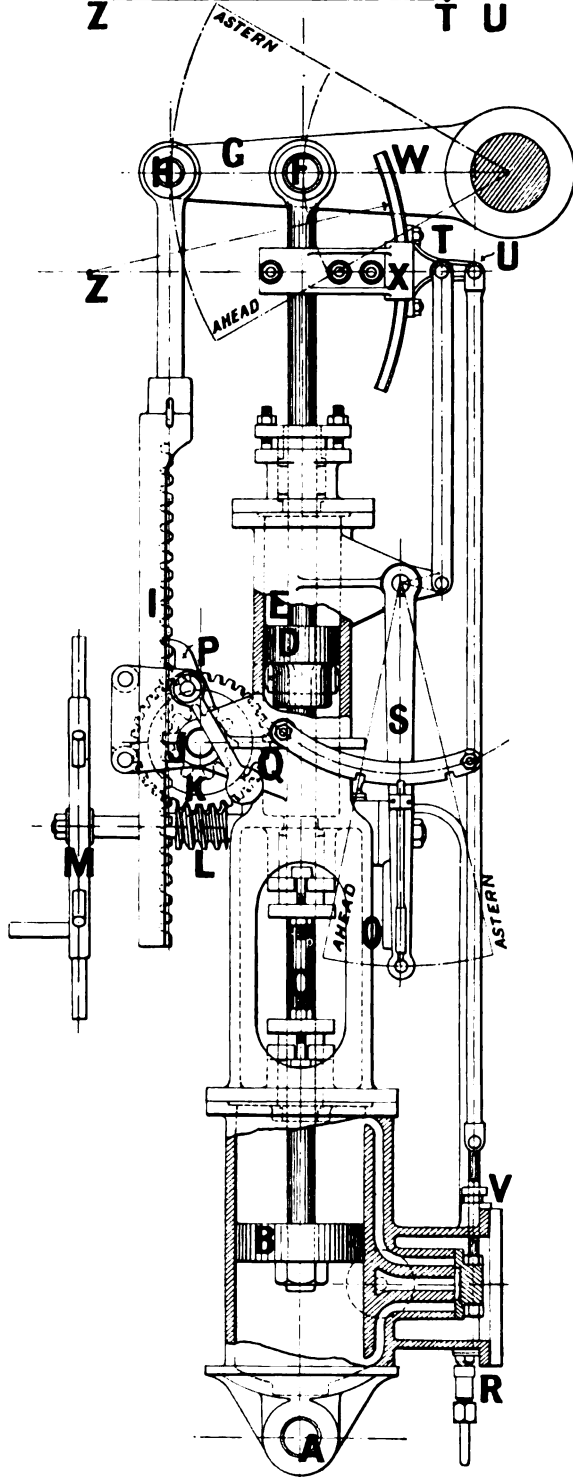 Z T U
ASTERN
H G F W
T U
Z X
AHEAD
I E
D
P
S
J Q
K
M L
AHEAD O ASTERN
C
V
B
R
A